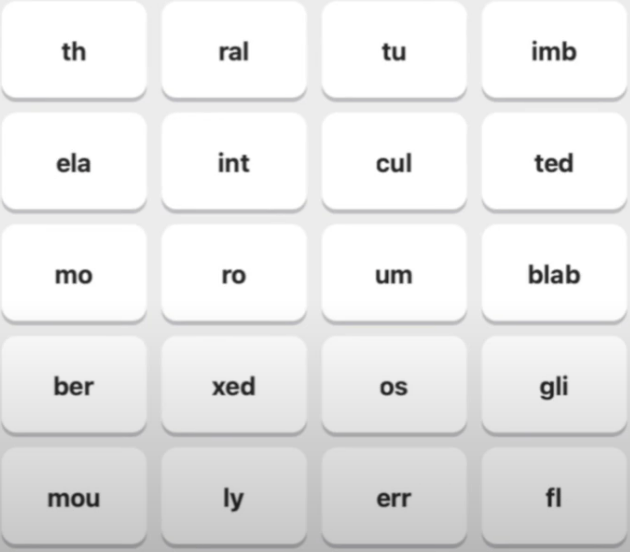 th ral tu imb
ela int cul ted
mo ro um blab
ber xed os gli
mou ly err fl